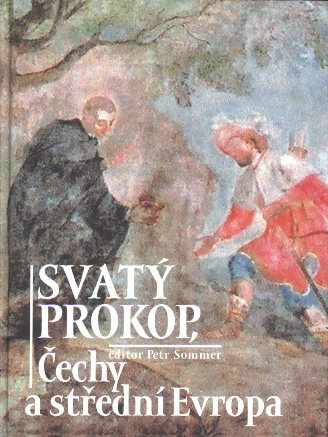 SVATÝ
PROKOP,
editor Petr Sommer
Čechy
a střední Evropa